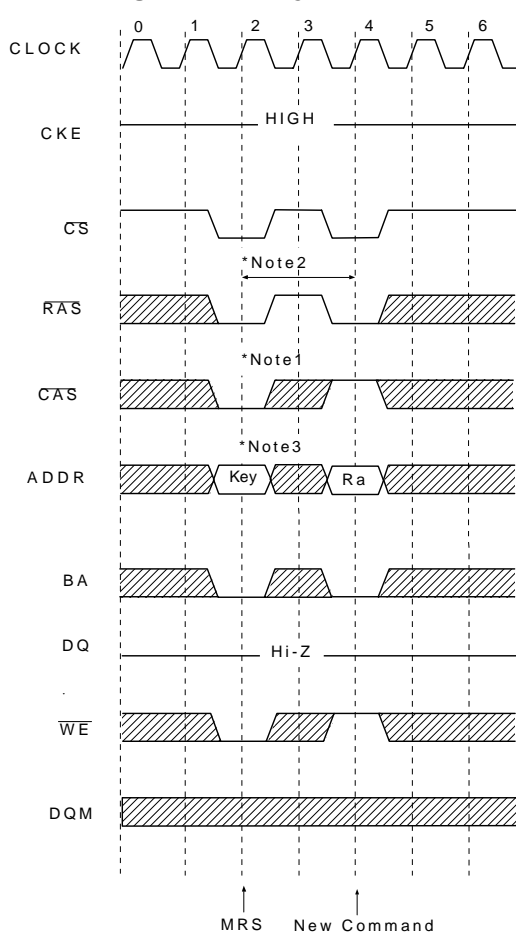 0 1 2 3 4 5 6
CLOCK
HIGH
CKE
CS
*Note2
RAS
*Note1
CAS
*Note3
ADDR Key Ra
BA
DQ Hi-Z
WE
DQM
MRS New Command